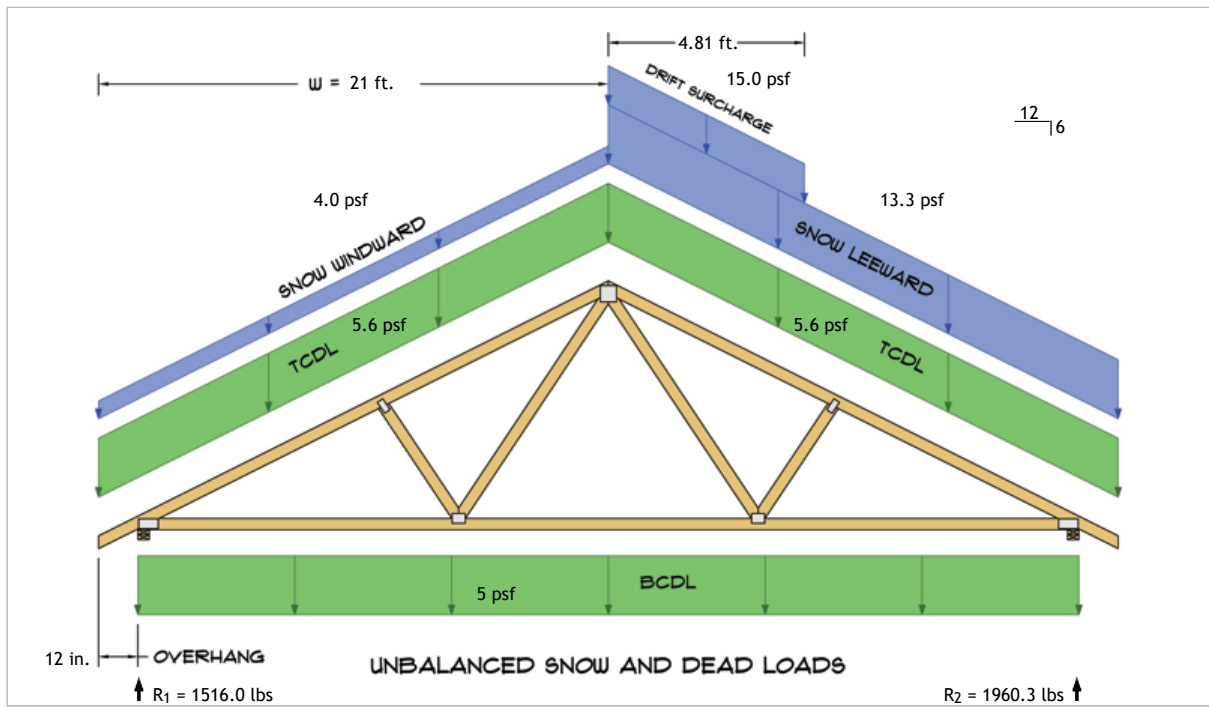 4.81 ft.
W = 21 ft.
DRIFT SURCHARGE
15.0 psf
12
6
4.0 psf
13.3 psf
SNOW WINDWARD
SNOW LEEWARD
5.6 psf
5.6 psf
TCDL
TCDL
BCDL
5 psf
12 in.
OVERHANG
UNBALANCED SNOW AND DEAD LOADS
R1 = 1516.0 lbs
R2 = 1960.3 lbs